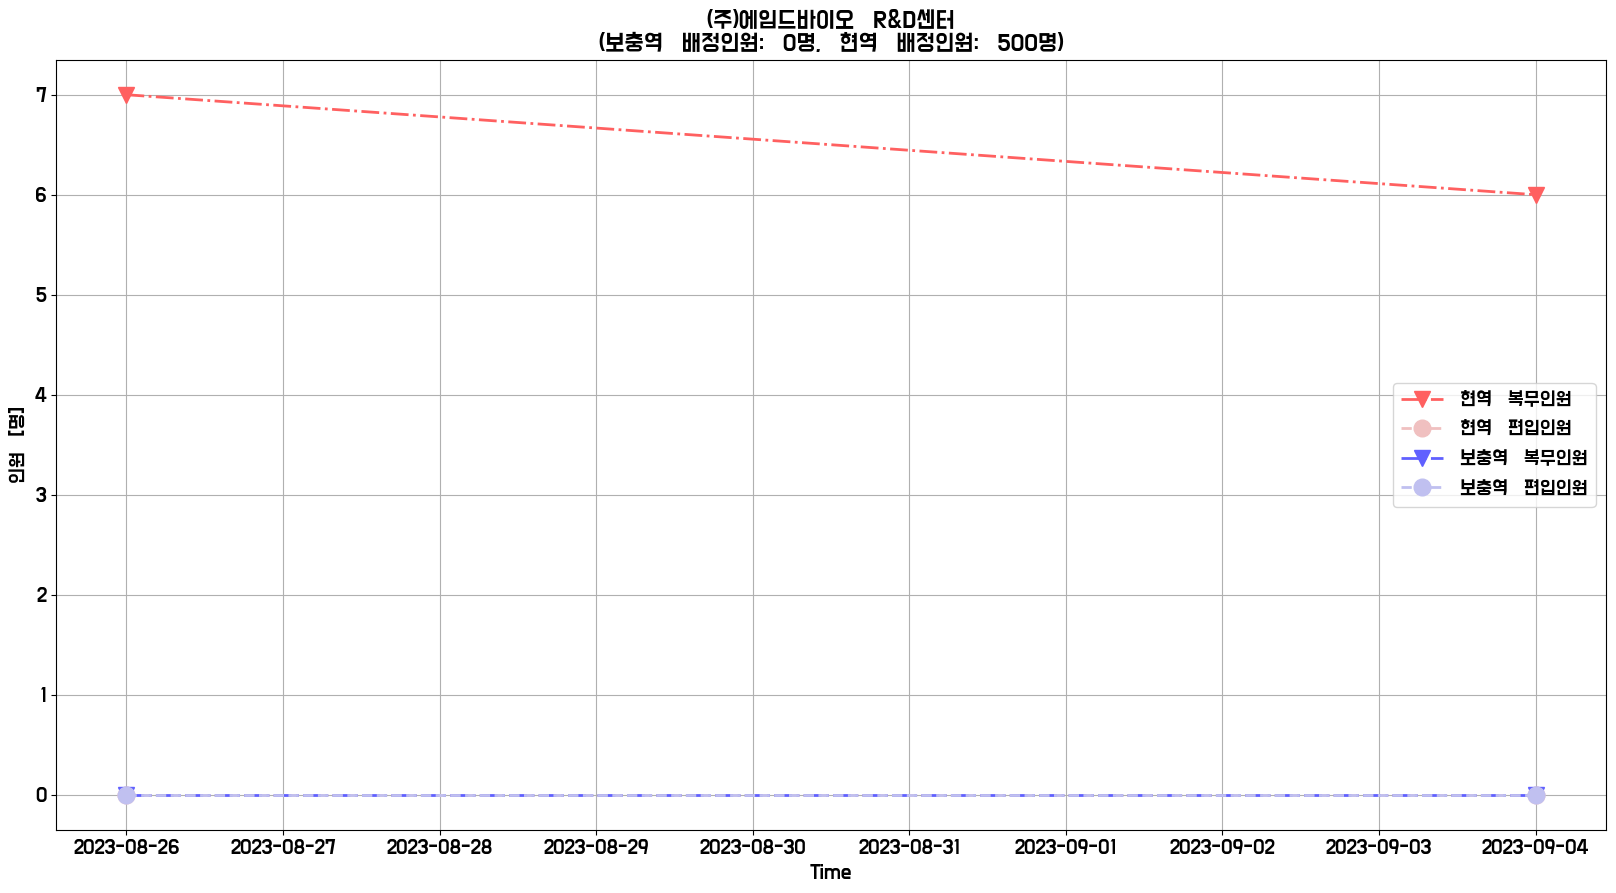 (주)에임드바이오 R&D센터
(보충역 배정인원: 0명, 현역 배정인원: 500명)
인원 [명]
7
6
5
4
3
2
1
0
현역 복무인원
현역 편입인원
보충역 복무인원
보충역 편입인원
2023-08-26 2023-08-27 2023-08-28 2023-08-29 2023-08-30 2023-08-31 2023-09-01 2023-09-02 2023-09-03 2023-09-04
Time